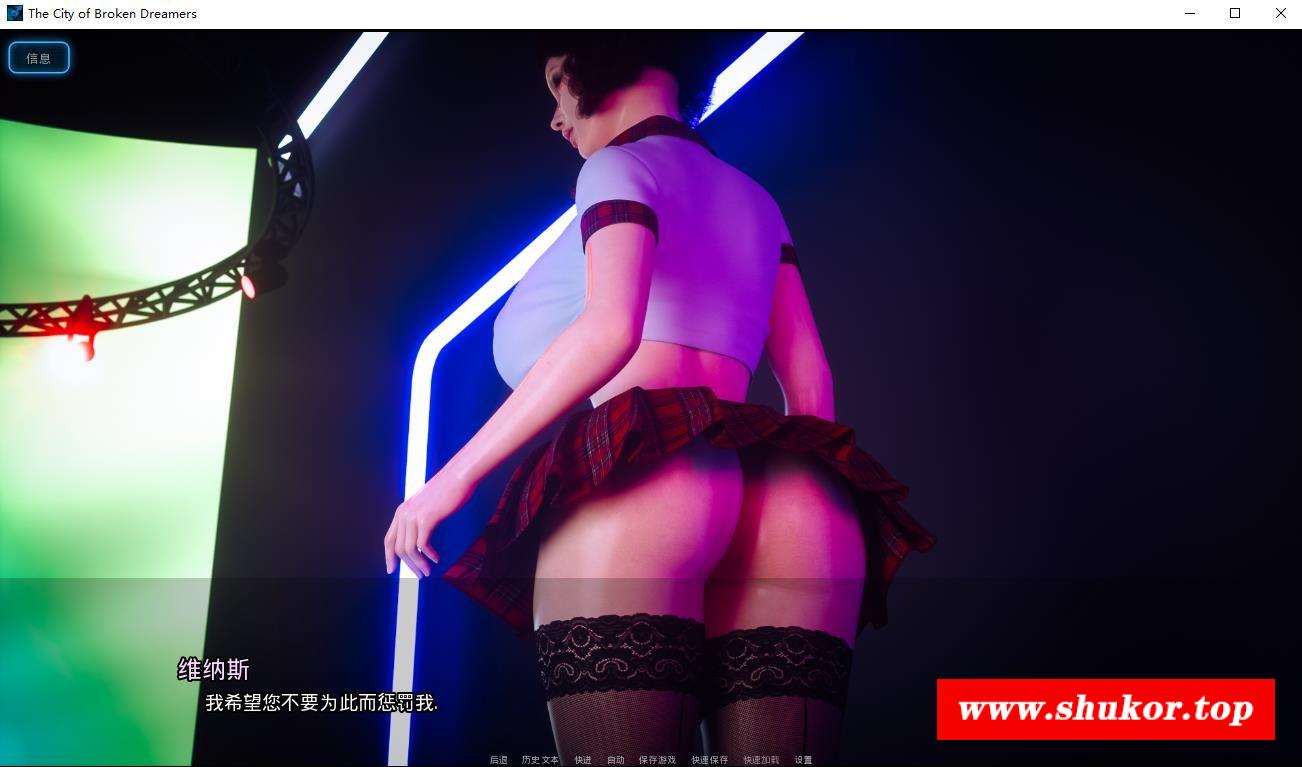 The City of Broken Dreamers
信息
维纳斯
我希望您不要为此而惩罚我.
www.shukor.top
后退 历史文本 快进 自动 保存游戏 快速保存 快速加载 设置